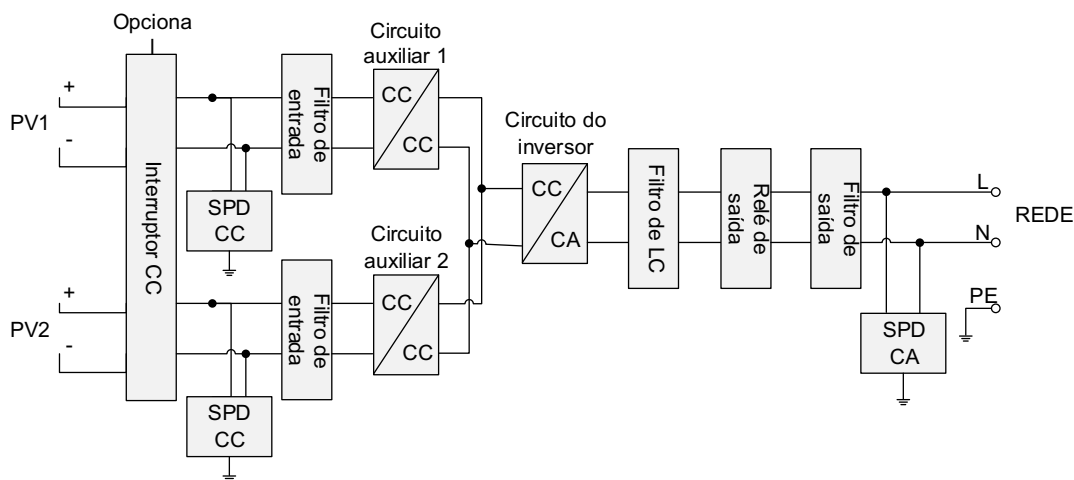 Opciona
PV1
+
-
PV2
+
-
Interruptor CC
SPD
CC
SPD
CC
Filtro de
entrada
Filtro de
entrada
Circuito
auxiliar 1
CC
CC
Circuito
auxiliar 2
CC
CC
Circuito do
inversor
CC
CA
Filtro de LC
Relé de
saída
Filtro de
saída
SPD
CA
L
N
REDE
PE